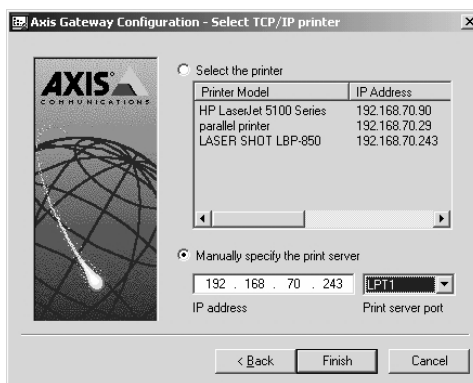 Axis Gateway Configuration - Select TCP/IP printer
AXIS
COMMUNICATIONS
Select the printer
Printer Model IP Address
HP LaserJet 5100 Series 192.168.70.90
parallel printer 192.168.70.29
LASER SHOT LBP-850 192.168.70.243
Manually specify the print server
192 . 168 . 70 . 243 LPT1
IP address Print server port
< Back Finish Cancel